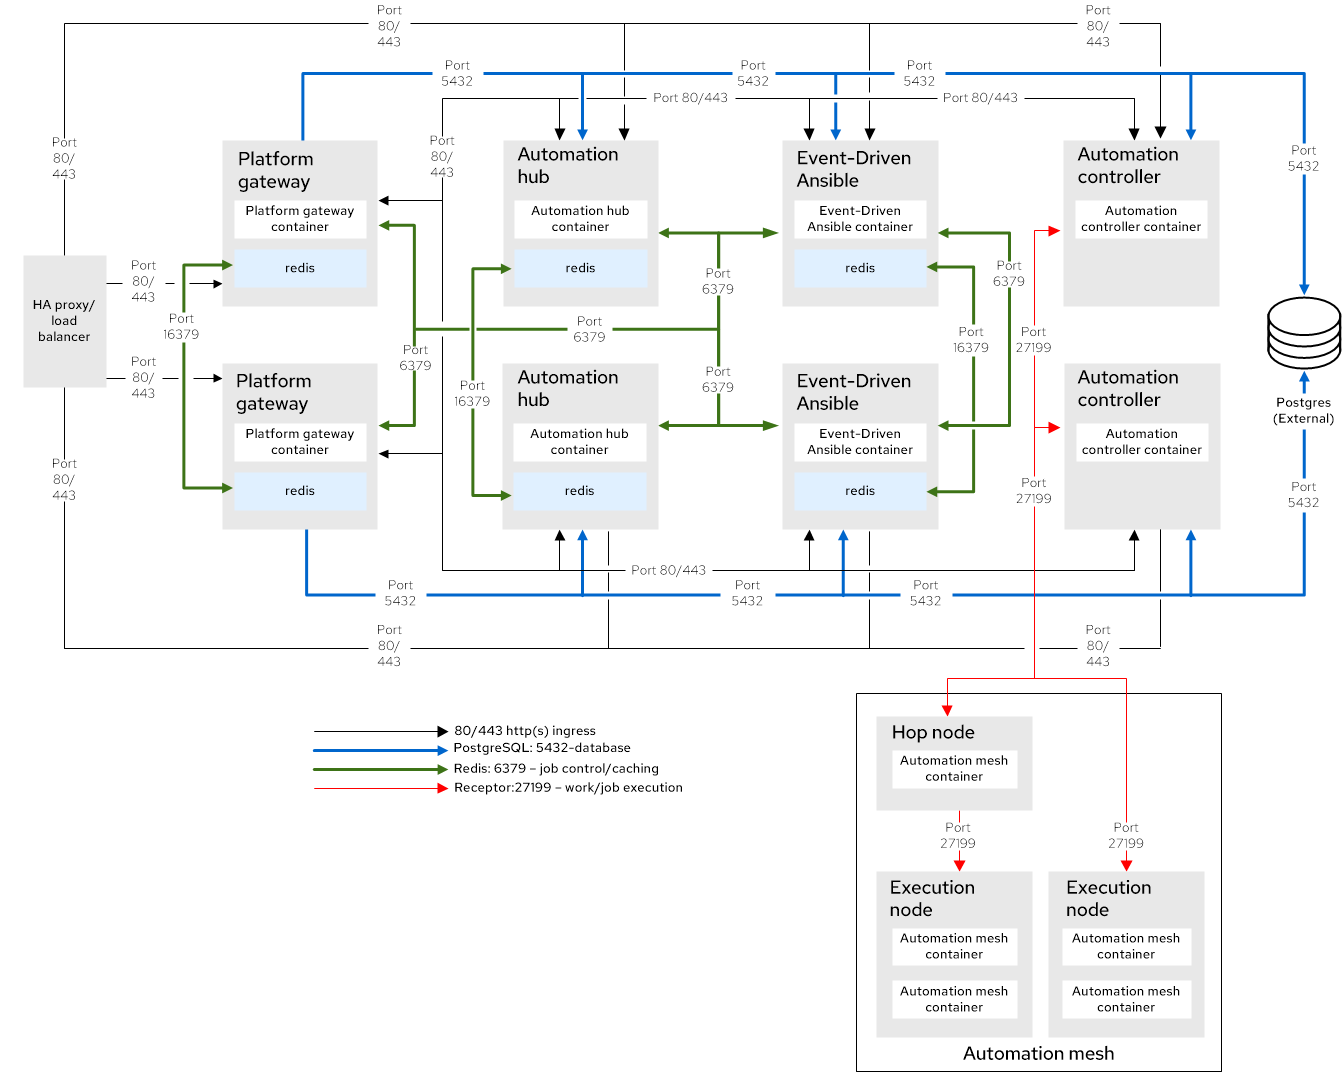 Port
80/
443
Port
80/
443
Port
5432
Port
5432
Port
5432
Port 80/443
Port 80/443
Port
80/
443
Port
80/
443
Port
5432
Platform
gateway
Platform gateway
container
redis
Automation
hub
Automation hub
container
redis
Event-Driven
Ansible
Event-Driven
Ansible container
redis
Automation
controller
Automation
controller container
HA proxy/
load
balancer
Port
80/
443
Port
16379
Port
80/
443
Port
6379
Port
6379
Port
6379
Port
6379
Port
16379
Port
6379
Port
16379
Port
27199
Platform
gateway
Platform gateway
container
redis
Automation
hub
Automation hub
container
redis
Event-Driven
Ansible
Event-Driven
Ansible container
redis
Automation
controller
Automation
controller container
Postgres
(External)
Port
80/
443
Port
27199
Port
5432
Port 80/443
Port
5432
Port
5432
Port
5432
Port
80/
443
Port
80/
443
80/443 http(s) ingress
PostgreSQL: 5432-database
Redis: 6379 – job control/caching
Receptor:27199 – work/job execution
Hop node
Automation mesh
container
Port
27199
Port
27199
Execution
node
Automation mesh
container
Automation mesh
container
Execution
node
Automation mesh
container
Automation mesh
container
Automation mesh